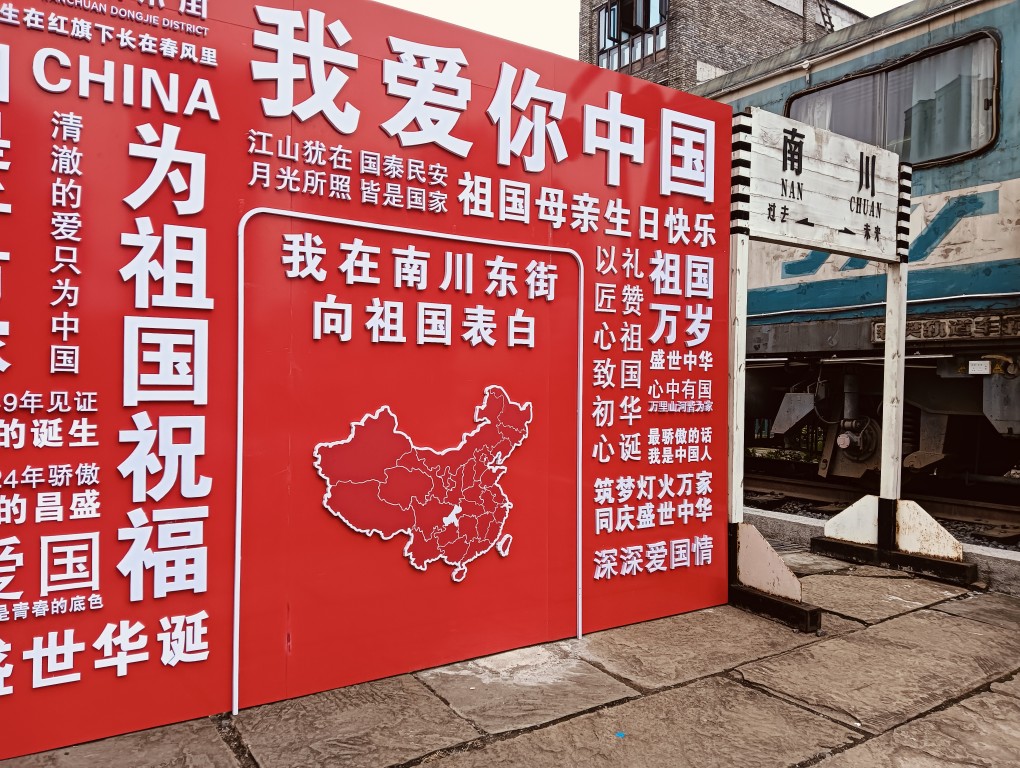 NANCHUAN DONGJIE DISTRICT
生在红旗下长在春风里
CHINA
清澈的爱只为中国
为祖国祝福
9年见证
的诞生
24年骄傲
的昌盛
爱国
是青春的底色
盛世华诞
我爱你中国
江山犹在 国泰民安
月光所照 皆是国家
祖国母亲生日快乐
我在南川东街
向祖国表白
以匠心致初心
礼赞祖国华诞
祖国
万岁
盛世中华
心中有国
万里山河皆为家
最骄傲的话
我是中国人
筑梦灯火万家
同庆盛世中华
深深爱国情
南川
NAN CHUAN
过去 未来